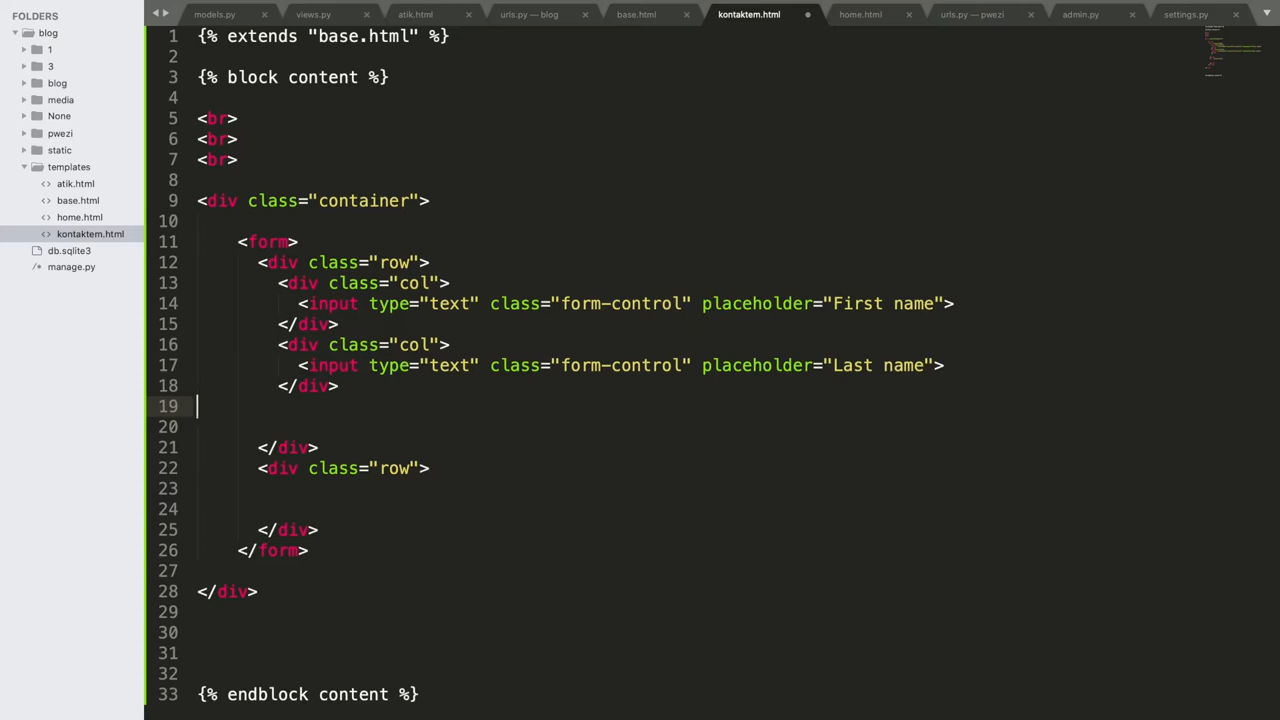 FOLDERS
blog
1
3
blog
media
None
pwezi
static
templates
<> atik.html
<> base.html
<> home.html
<> kontaktem.html
db.sqlite3
/* manage.py
models.py × views.py × atik.html × urls.py — blog × base.html × kontaktem.html home.html × urls.py — pwezi × admin.py × settings.py ×
1 {% extends "base.html" %}
2
3 {% block content %}
4
5 <br>
6 <br>
7 <br>
8
9 <div class="container">
10
11 <form>
12 <div class="row">
13 <div class="col">
14 <input type="text" class="form-control" placeholder="First name">
15 </div>
16 <div class="col">
17 <input type="text" class="form-control" placeholder="Last name">
18 </div>
19
20
21 </div>
22 <div class="row">
23
24
25 </div>
26 </form>
27
28 </div>
29
30
31
32
33 {% endblock content %}